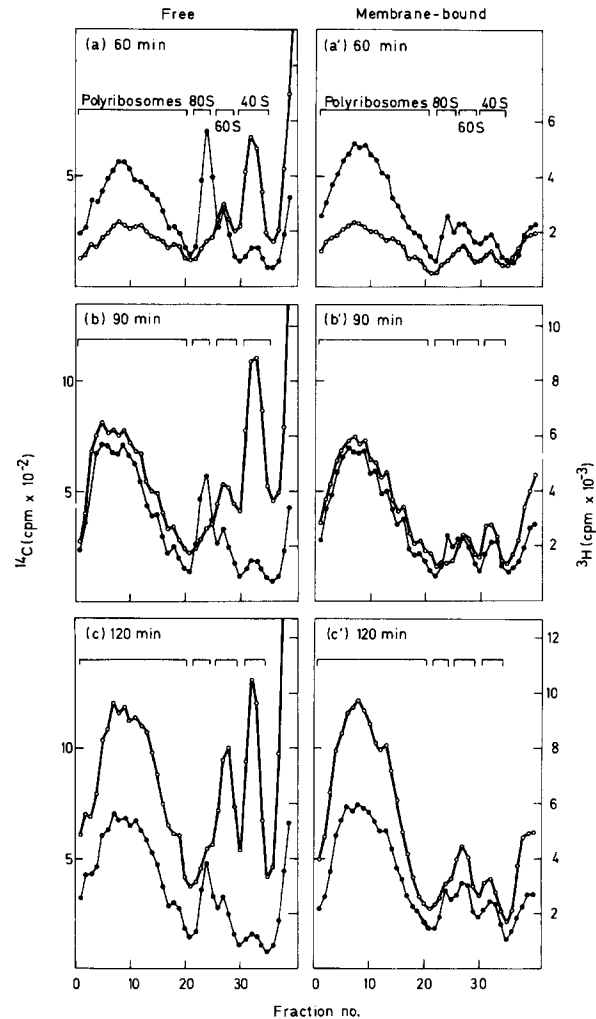 Free
Membrane-bound
(a) 60 min
(a') 60 min
Polyribosomes 80S 40S
60S
Polyribosomes 80S 40S
60S
5
6
4
2
(b) 90 min
(b') 90 min
10
5
10
8
6
4
2
(c) 120 min
(c') 120 min
10
5
12
10
8
6
4
2
¹⁴C (cpm x 10⁻²)
³H (cpm x 10⁻³)
0 10 20 30
0 10 20 30 40
Fraction no.